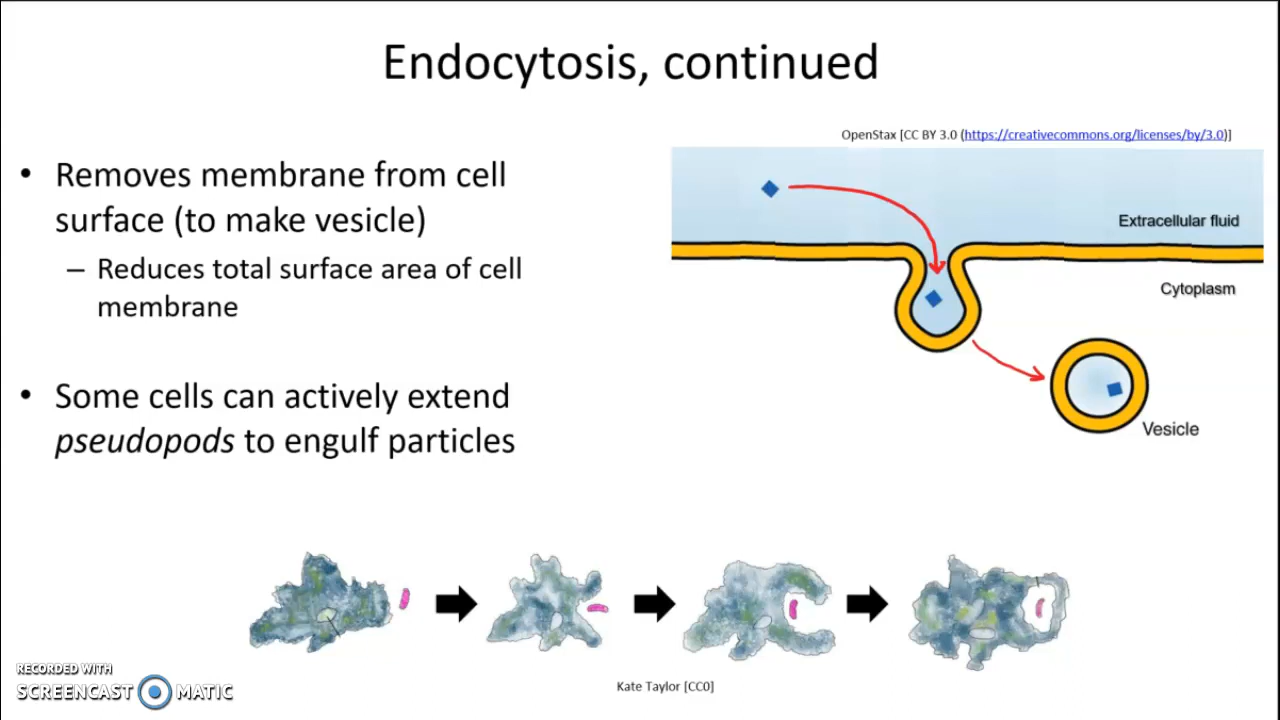 Endocytosis, continued
OpenStax [CC BY 3.0 (https://creativecommons.org/licenses/by/3.0)]
• Removes membrane from cell
surface (to make vesicle)
– Reduces total surface area of cell
membrane
• Some cells can actively extend
pseudopods to engulf particles
Extracellular fluid
Cytoplasm
Vesicle
Kate Taylor [CC0]
RECORDED WITH
SCREENCAST MATIC